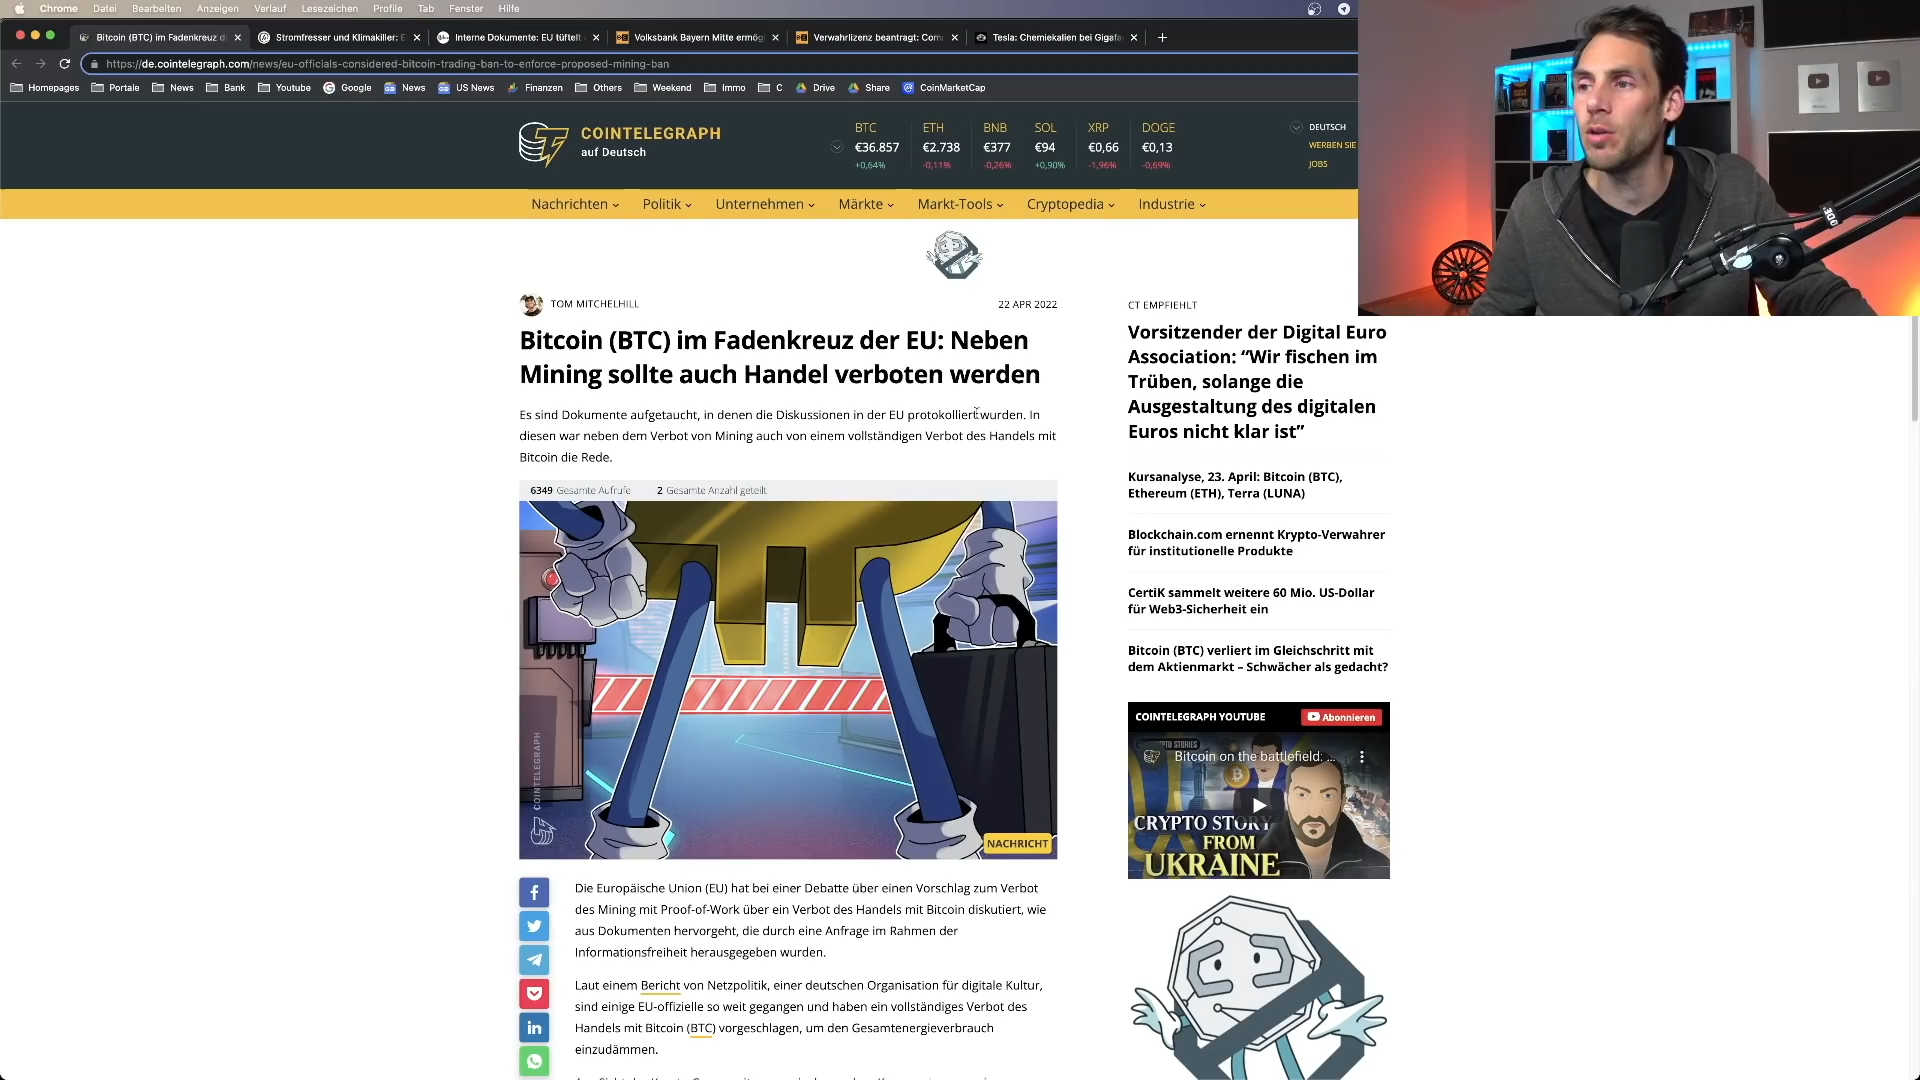 Chrome Datei Bearbeiten Anzeigen Verlauf Lesezeichen Profile Tab Fenster Hilfe
Bitcoin (BTC) im Fadenkreuz d
Stromfresser und Klimakiller: E
Interne Dokumente: EU tüftelt
Volksbank Bayern Mitte ermög
Verwahrlizenz beantragt: Com
Tesla: Chemiekalien bei Gigafa
https://de.cointelegraph.com/news/eu-officials-considered-bitcoin-trading-ban-to-enforce-proposed-mining-ban
Homepages Portale News Bank Youtube Google News US News Finanzen Others Weekend Immo C Drive Share CoinMarketCap
COINTELEGRAPH
auf Deutsch
BTC ETH BNB SOL XRP DOGE
€36.857 €2.738 €377 €94 €0,66 €0,13
+0,64% -0,11% -0,26% +0,90% -1,96% -0,69%
DEUTSCH
WERBEN SIE
JOBS
Nachrichten Politik Unternehmen Märkte Markt-Tools Cryptopedia Industrie
TOM MITCHELHILL
22 APR 2022
Bitcoin (BTC) im Fadenkreuz der EU: Neben
Mining sollte auch Handel verboten werden
Es sind Dokumente aufgetaucht, in denen die Diskussionen in der EU protokolliert wurden. In
diesen war neben dem Verbot von Mining auch von einem vollständigen Verbot des Handels mit
Bitcoin die Rede.
6349 Gesamte Aufrufe 2 Gesamte Anzahl geteilt
COINTELEGRAPH
NACHRICHT
Die Europäische Union (EU) hat bei einer Debatte über einen Vorschlag zum Verbot
des Mining mit Proof-of-Work über ein Verbot des Handels mit Bitcoin diskutiert, wie
aus Dokumenten hervorgeht, die durch eine Anfrage im Rahmen der
Informationsfreiheit herausgegeben wurden.
Laut einem Bericht von Netzpolitik, einer deutschen Organisation für digitale Kultur,
sind einige EU-offizielle so weit gegangen und haben ein vollständiges Verbot des
Handels mit Bitcoin (BTC) vorgeschlagen, um den Gesamtenergieverbrauch
einzudämmen.
CT EMPFIEHLT
Vorsitzender der Digital Euro
Association: “Wir fischen im
Trüben, solange die
Ausgestaltung des digitalen
Euros nicht klar ist”
Kursanalyse, 23. April: Bitcoin (BTC),
Ethereum (ETH), Terra (LUNA)
Blockchain.com ernennt Krypto-Verwahrer
für institutionelle Produkte
CertiK sammelt weitere 60 Mio. US-Dollar
für Web3-Sicherheit ein
Bitcoin (BTC) verliert im Gleichschritt mit
dem Aktienmarkt – Schwächer als gedacht?
COINTELEGRAPH YOUTUBE Abonnieren
Bitcoin on the battlefield: ...
CRYPTO STORY
FROM
UKRAINE